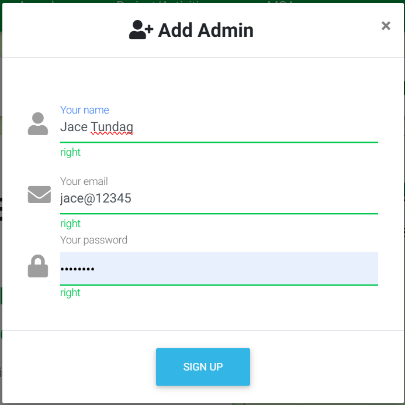 Add Admin
×
Your name
Jace Tundag
right
Your email
jace@12345
right
Your password
••••••••
right
SIGN UP